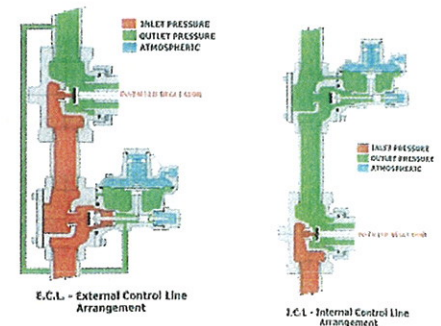 INLET PRESSURE
OUTLET PRESSURE
ATMOSPHERIC
E.C.L. - External Control Line
Arrangement
INLET PRESSURE
OUTLET PRESSURE
ATMOSPHERIC
I.C.L - Internal Control Line
Arrangement